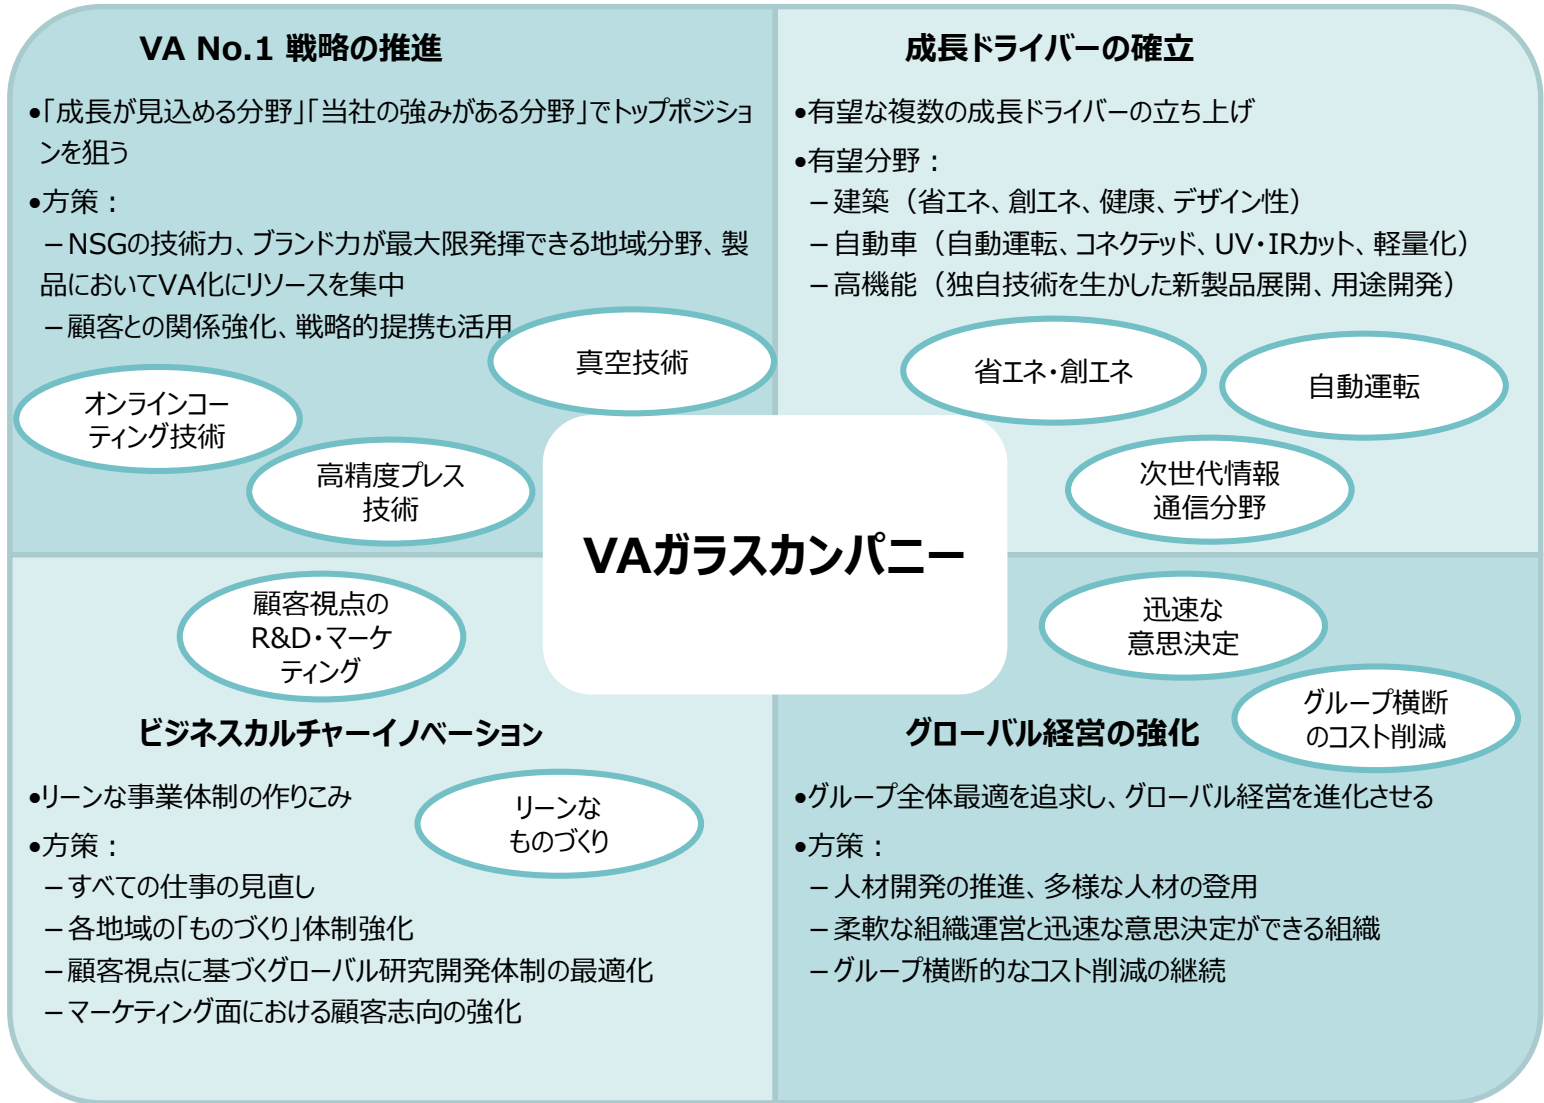 VA No.1 戦略の推進
•「成長が見込める分野」「当社の強みがある分野」でトップポジショ
ンを狙う
•方策：
－NSGの技術力、ブランド力が最大限発揮できる地域分野、製
品においてVA化にリソースを集中
－顧客との関係強化、戦略的提携も活用
真空技術
オンラインコー
ティング技術
高精度プレス
技術
成長ドライバーの確立
•有望な複数の成長ドライバーの立ち上げ
•有望分野：
－建築（省エネ、創エネ、健康、デザイン性）
－自動車（自動運転、コネクテッド、UV・IRカット、軽量化）
－高機能（独自技術を生かした新製品展開、用途開発）
省エネ・創エネ
自動運転
次世代情報
通信分野
VAガラスカンパニー
顧客視点の
R&D・マーケ
ティング
ビジネスカルチャーイノベーション
•リーンな事業体制の作りこみ
リーンな
ものづくり
•方策：
－すべての仕事の見直し
－各地域の「ものづくり」体制強化
－顧客視点に基づくグローバル研究開発体制の最適化
－マーケティング面における顧客志向の強化
迅速な
意思決定
グループ横断
のコスト削減
グローバル経営の強化
•グループ全体最適を追求し、グローバル経営を進化させる
•方策：
－人材開発の推進、多様な人材の登用
－柔軟な組織運営と迅速な意思決定ができる組織
－グループ横断的なコスト削減の継続